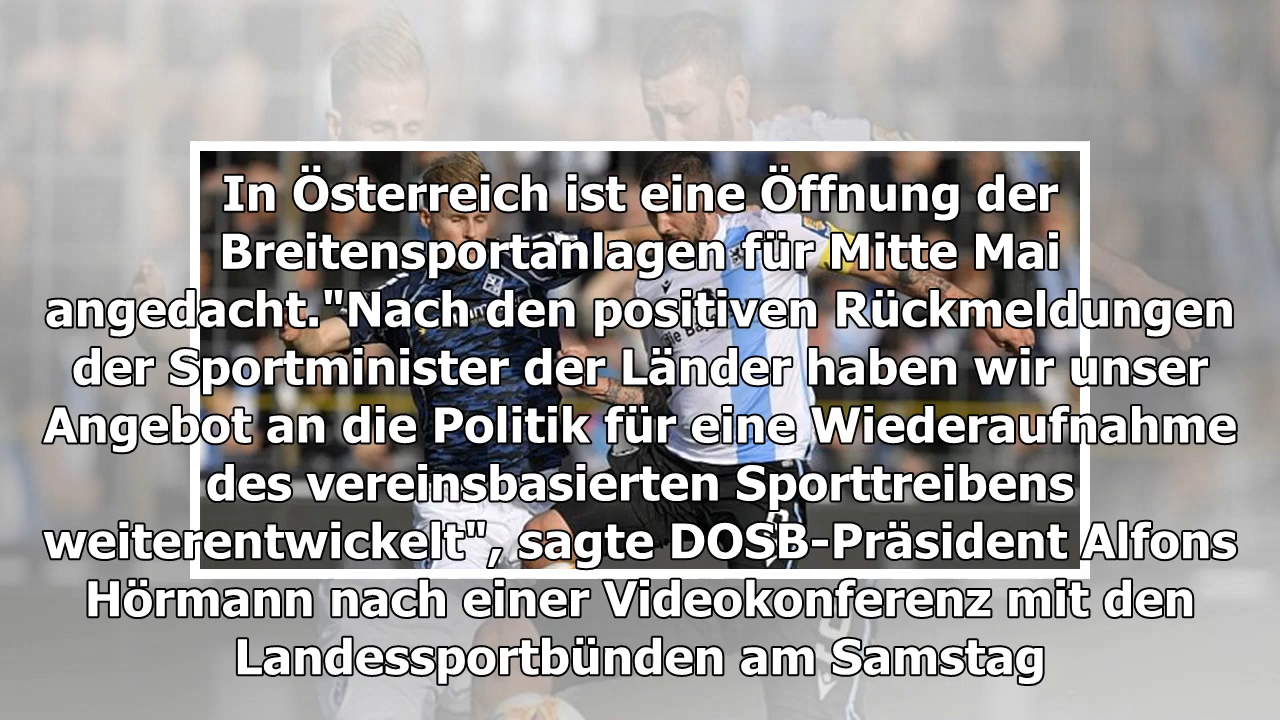 In Österreich ist eine Öffnung der
Breitensportanlagen für Mitte Mai
angedacht."Nach den positiven Rückmeldungen
der Sportminister der Länder haben wir unser
Angebot an die Politik für eine Wiederaufnahme
des vereinsbasierten Sporttreibens
weiterentwickelt", sagte DOSB-Präsident Alfons
Hörmann nach einer Videokonferenz mit den
Landessportbünden am Samstag